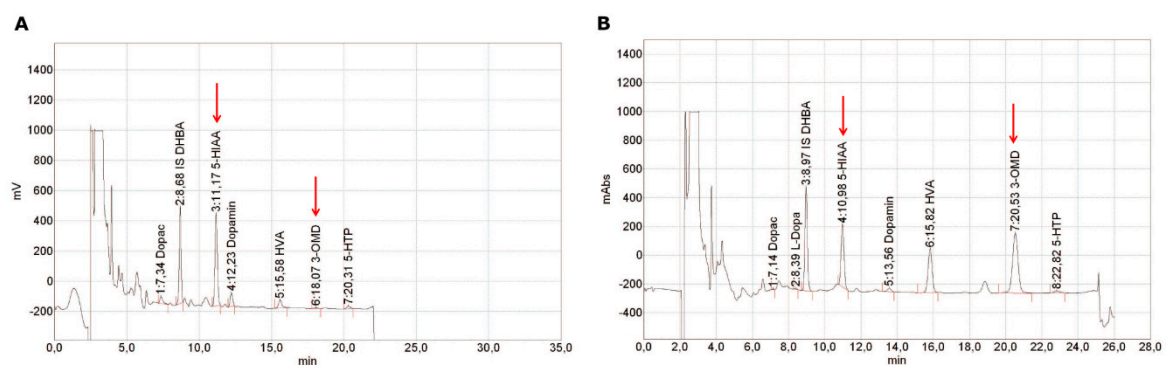 A
mV
1400
1200
1000
800
600
400
200
0
-200
1:7,34 Dopac
2:8,68 IS DHBA
3:11,17 5-HIAA
4:12,23 Dopamin
5:15,58 HVA
6:18,07 3-OMD
7:20,31 5-HTP
0,0 5,0 10,0 15,0 20,0 25,0 30,0 35,0
min
B
mAbs
1400
1200
1000
800
600
400
200
0
-200
-400
1:7,14 Dopac
2:8,39 L-Dopa
3:8,97 IS DHBA
4:10,98 5-HIAA
5:13,56 Dopamin
6:15,82 HVA
7:20,53 3-OMD
8:22,82 5-HTP
0,0 2,0 4,0 6,0 8,0 10,0 12,0 14,0 16,0 18,0 20,0 22,0 24,0 26,0 28,0
min